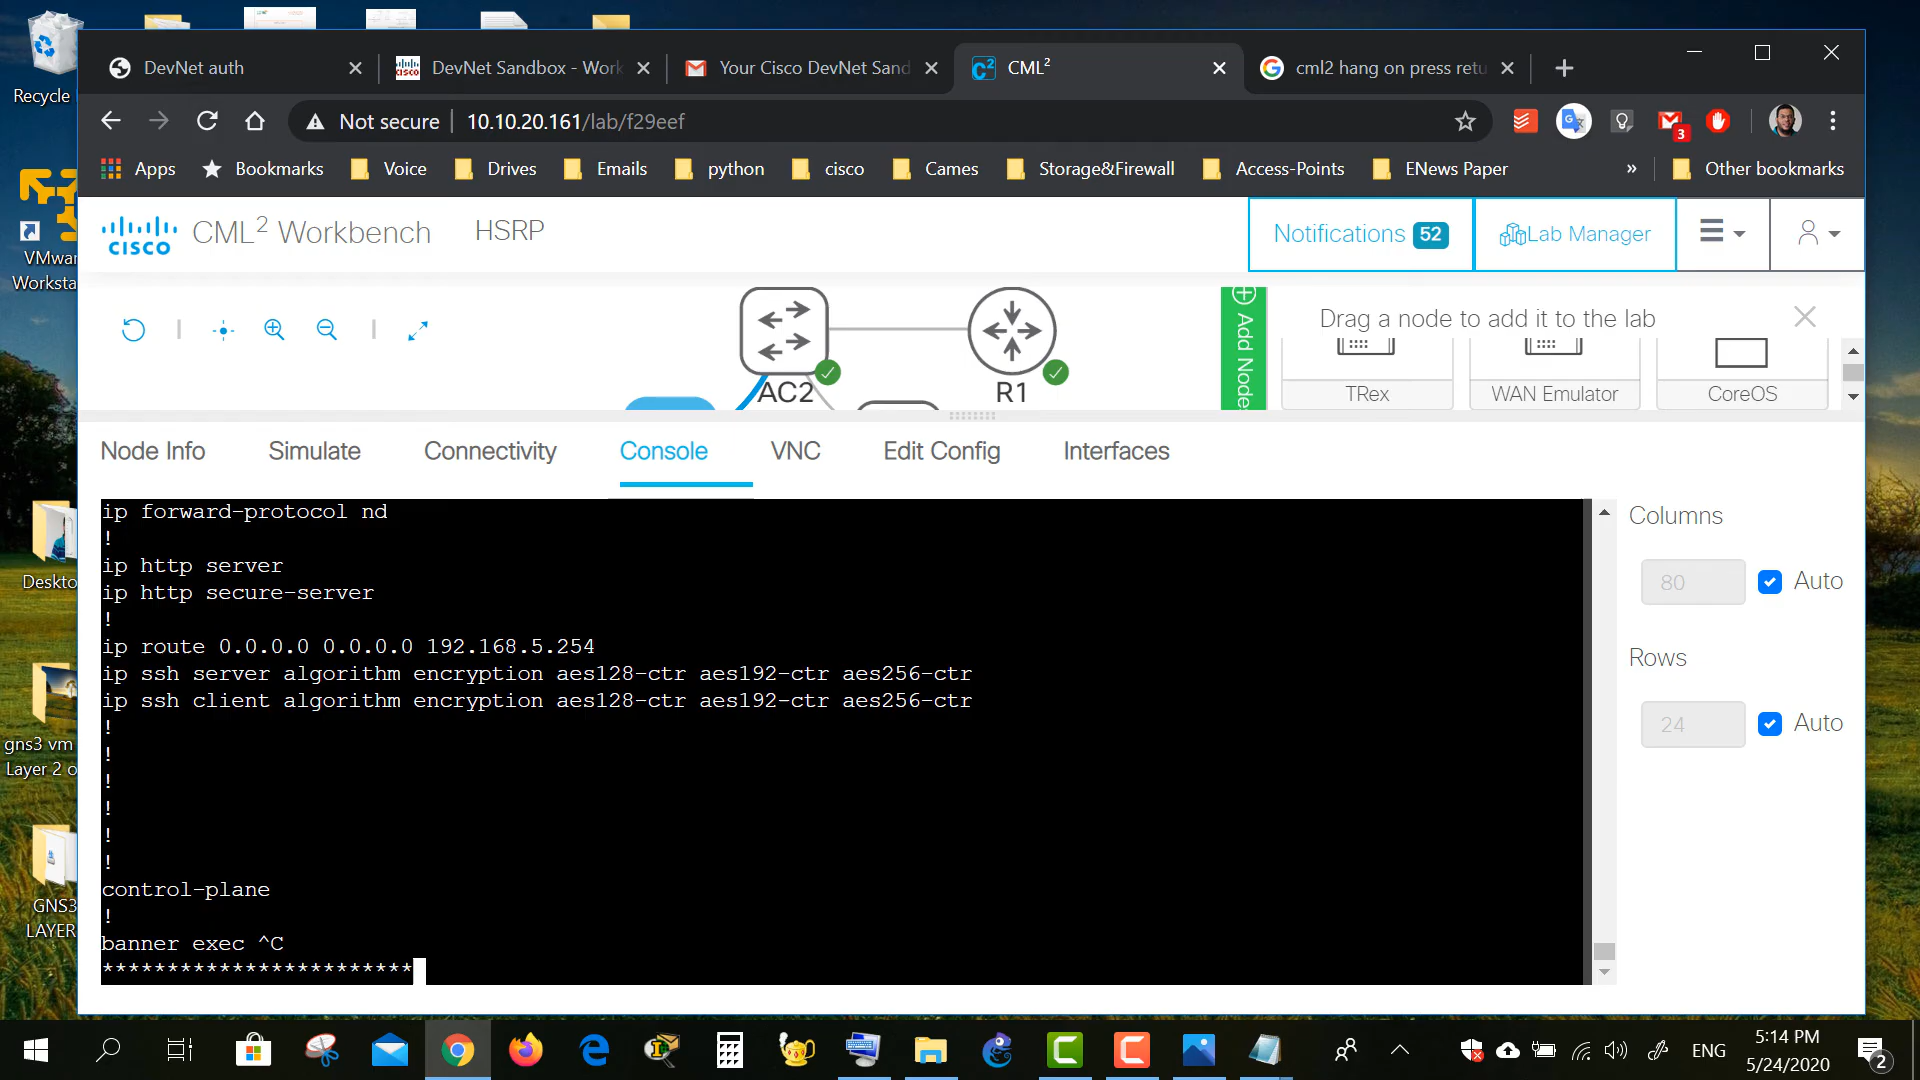 Recycle
VMwar
Worksta
Deskto
gns3 vm
Layer 2 o
GNS3
LAYER
DevNet auth
CISCO
DevNet Sandbox - Work
Your Cisco DevNet Sand
CML2
cml2 hang on press retu
Not secure
10.10.20.161/lab/f29eef
3
Apps
Bookmarks
Voice
Drives
Emails
python
cisco
Cames
Storage&Firewall
Access-Points
ENews Paper
»
Other bookmarks
CISCO
CML2 Workbench
HSRP
Notifications 52
Lab Manager
AC2
R1
Add Node
Drag a node to add it to the lab
TRex
WAN Emulator
CoreOS
Node Info
Simulate
Connectivity
Console
VNC
Edit Config
Interfaces
ip forward-protocol nd
!
ip http server
ip http secure-server
!
ip route 0.0.0.0 0.0.0.0 192.168.5.254
ip ssh server algorithm encryption aes128-ctr aes192-ctr aes256-ctr
ip ssh client algorithm encryption aes128-ctr aes192-ctr aes256-ctr
!
!
!
!
!
!
control-plane
!
banner exec ^C
************************
Columns
80
Auto
Rows
24
Auto
ENG
5:14 PM
5/24/2020
2